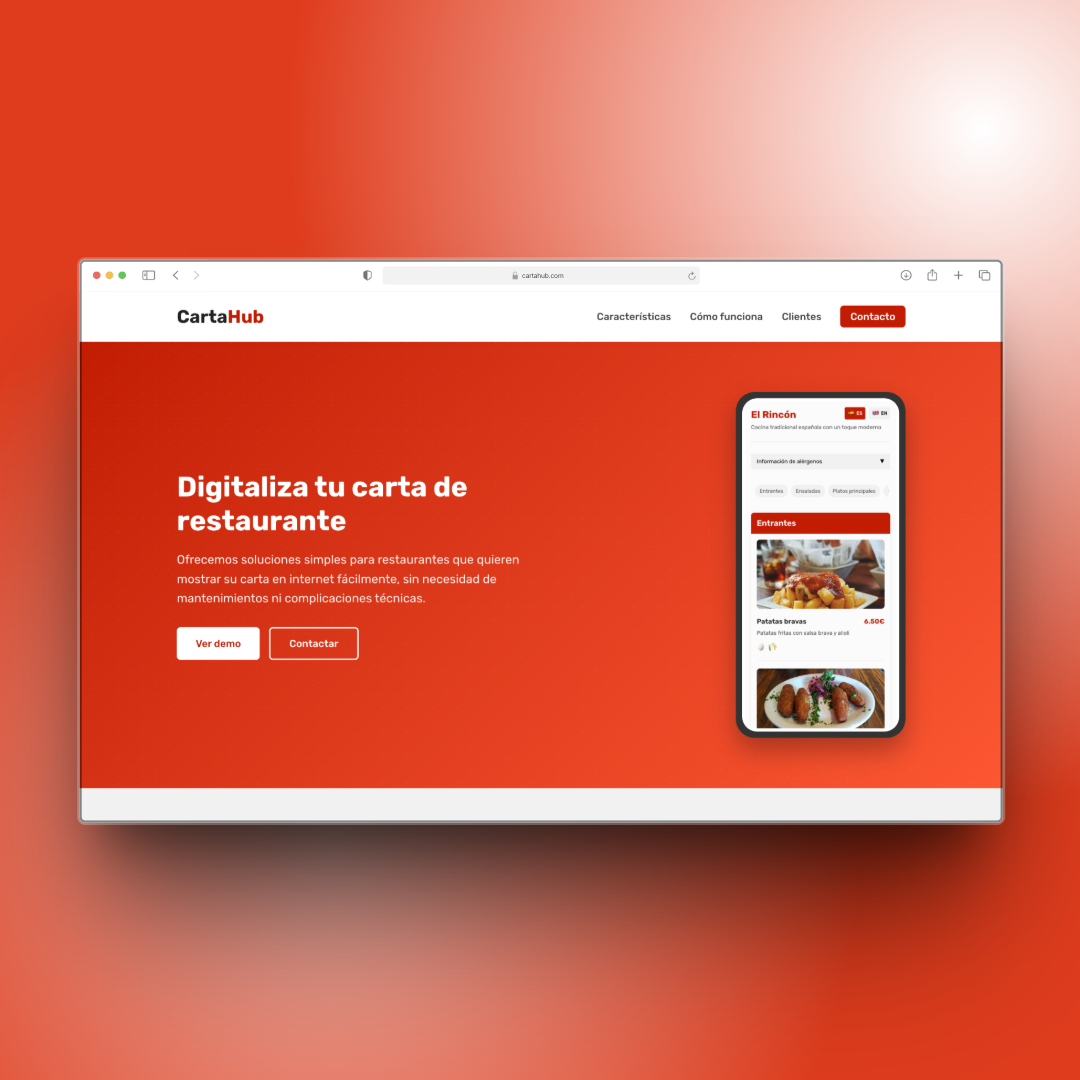 cartahub.com
CartaHub
Características Cómo funciona Clientes Contacto
Digitaliza tu carta de
restaurante
Ofrecemos soluciones simples para restaurantes que quieren
mostrar su carta en internet fácilmente, sin necesidad de
mantenimientos ni complicaciones técnicas.
Ver demo Contactar
El Rincón ES EN
Cocina tradicional española con un toque moderno
Información de alérgenos
Entrantes Ensaladas Platos principales
Entrantes
Patatas bravas 6.50€
Patatas fritas con salsa brava y alioli